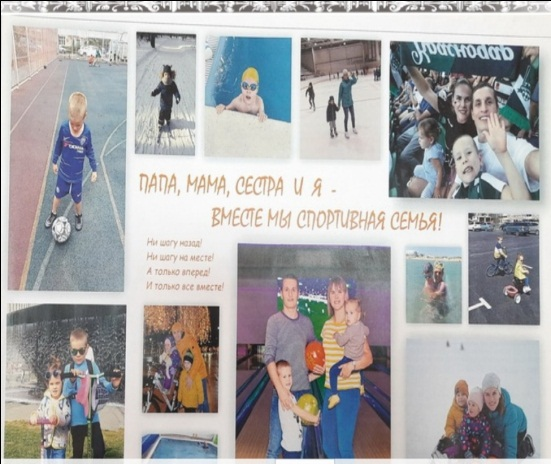 Краснодар
ПАПА, МАМА, СЕСТРА И Я -
ВМЕСТЕ МЫ СПОРТИВНАЯ СЕМЬЯ!
Ни шагу назад!
Ни шагу на месте!
А только вперед!
И только все вместе!